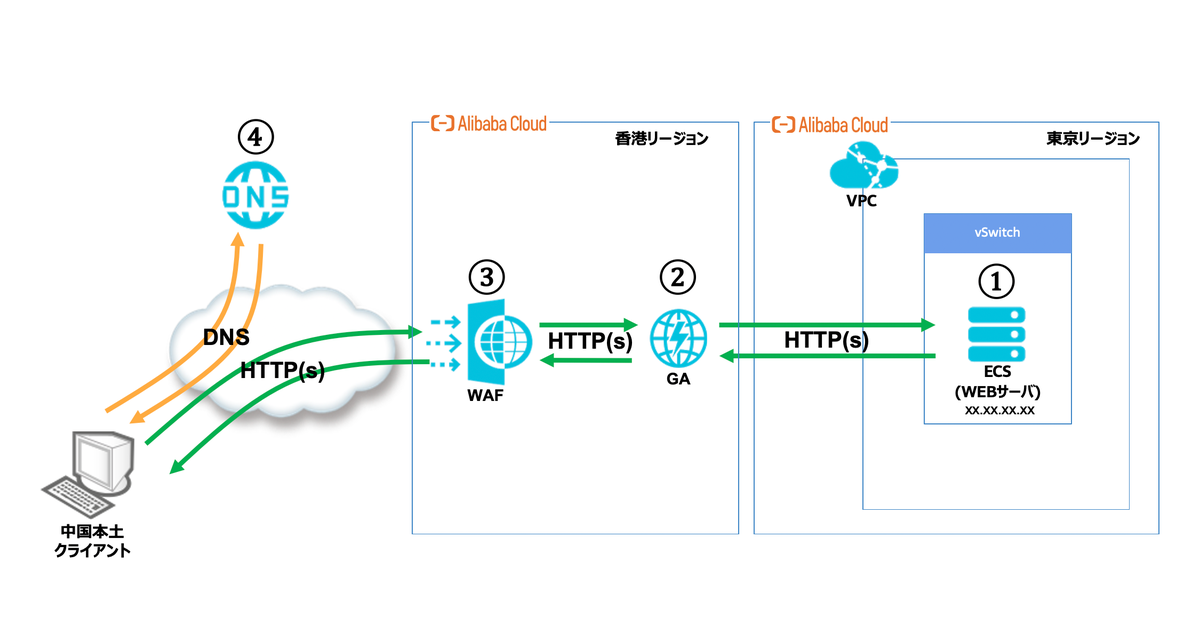 ④
DNS
DNS
HTTP(s)
中国本土
クライアント
Alibaba Cloud
香港リージョン
③
WAF
HTTP(s)
②
GA
Alibaba Cloud
東京リージョン
VPC
vSwitch
HTTP(s)
①
ECS
(WEBサーバ)
XX.XX.XX.XX